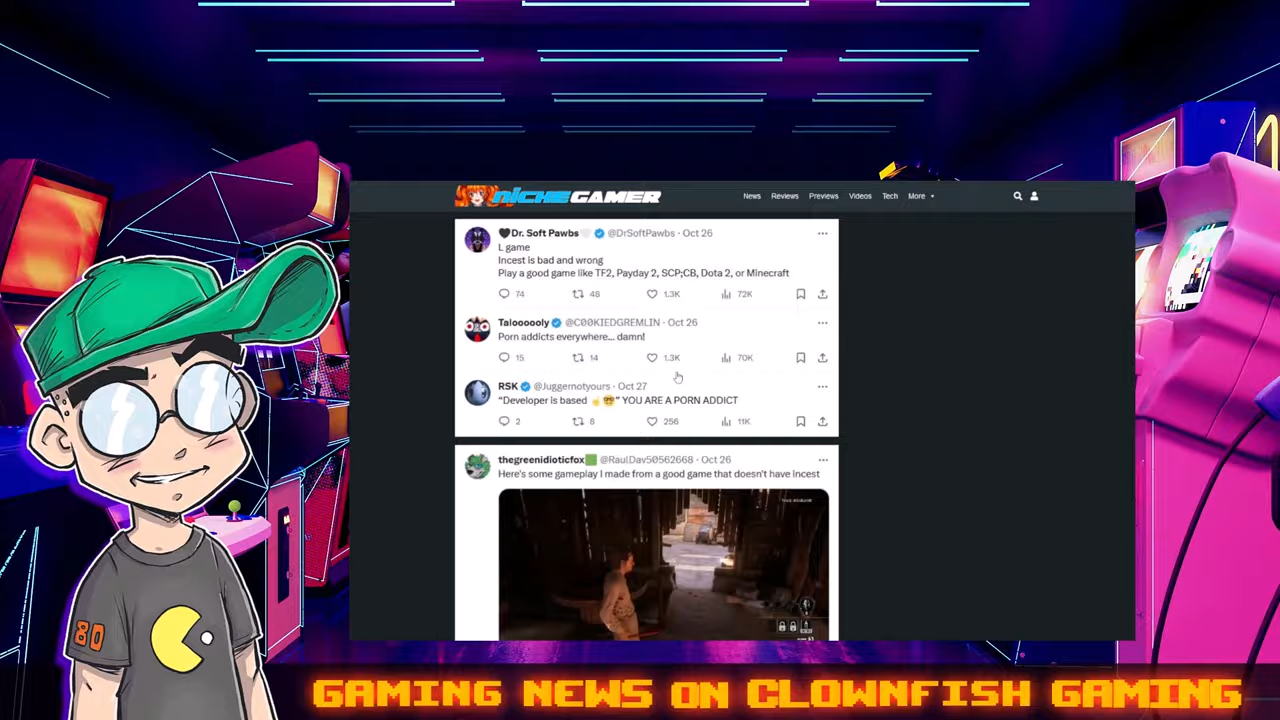 NICHEGAMER
News Reviews Previews Videos Tech More
Dr. Soft Pawbs @DrSoftPawbs · Oct 26
L game
Incest is bad and wrong
Play a good game like TF2, Payday 2, SCP;CB, Dota 2, or Minecraft
74 48 1.3K 72K
Taloooooly @C00KIEDGREMLIN · Oct 26
Porn addicts everywhere... damn!
15 14 1.3K 70K
RSK @Juggernotyours · Oct 27
“Developer is based ☝️🤓” YOU ARE A PORN ADDICT
2 8 256 11K
thegreenidioticfox🟩 @RaulDav50562668 · Oct 26
Here's some gameplay I made from a good game that doesn't have incest
80
GAMING NEWS ON CLOWNFISH GAMING